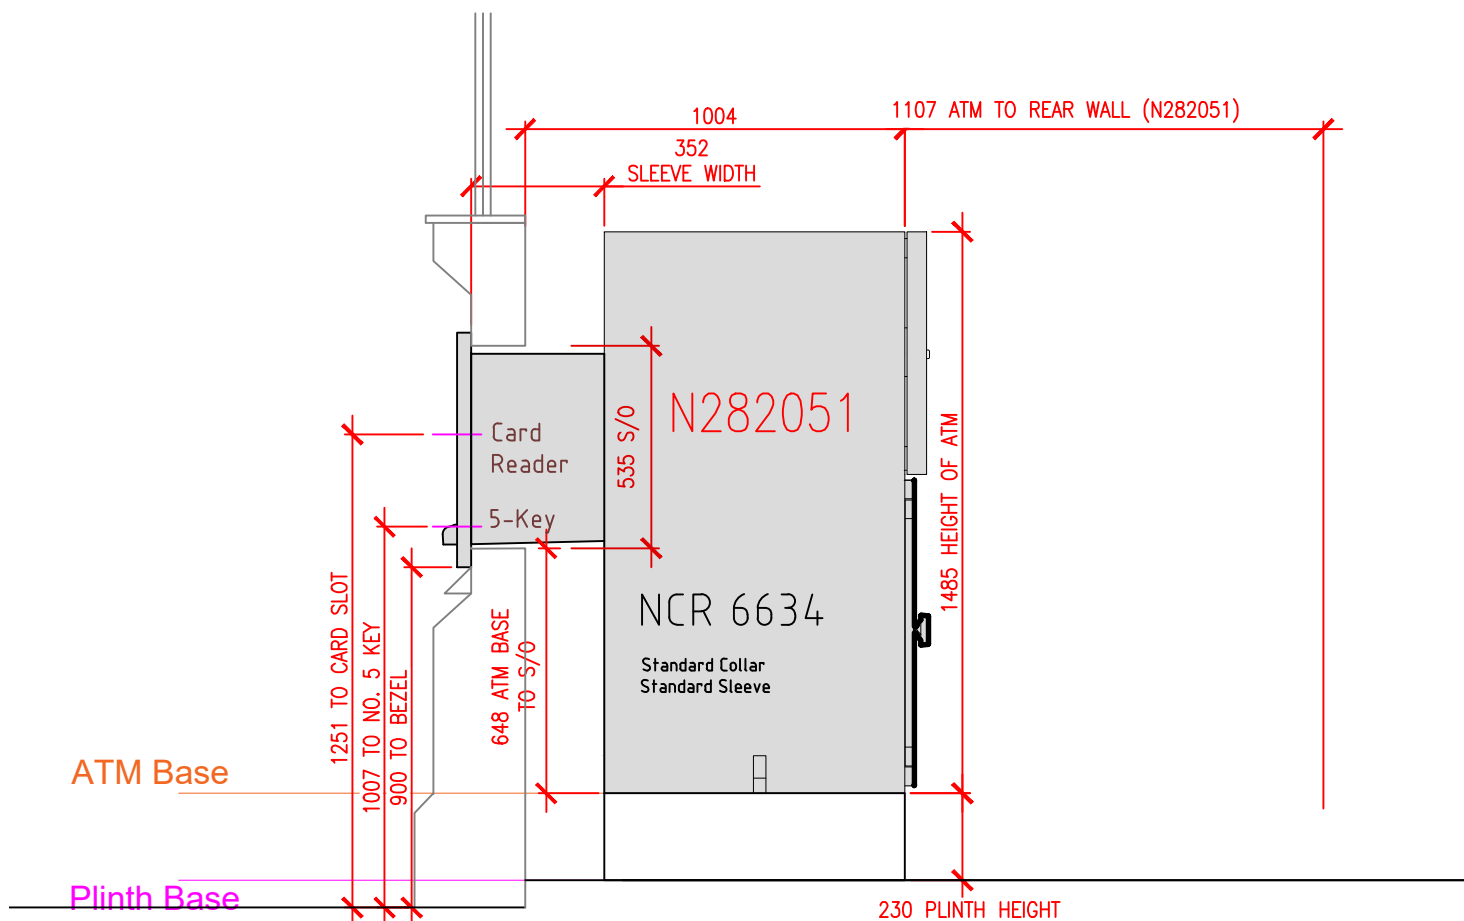 1004
1107 ATM TO REAR WALL (N282051)
352
SLEEVE WIDTH
N282051
Card
Reader
5-Key
535 S/O
1485 HEIGHT OF ATM
NCR 6634
Standard Collar
Standard Sleeve
648 ATM BASE
TO S/O
1251 TO CARD SLOT
1007 TO NO. 5 KEY
900 TO BEZEL
ATM Base
Plinth Base
230 PLINTH HEIGHT